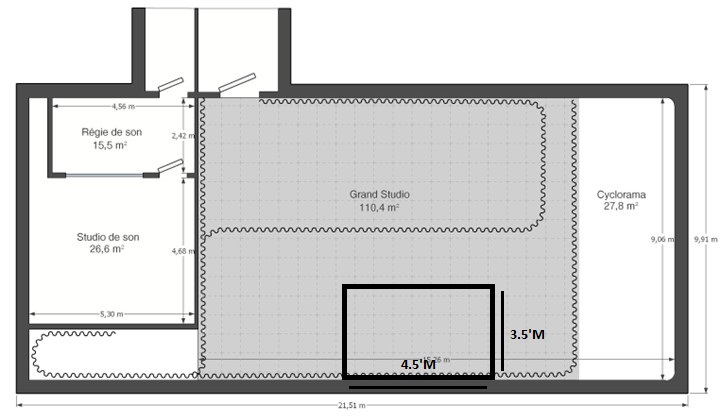 4,56 m
Régie de son
15,5 m²
2,42 m
Grand Studio
110,4 m²
Cyclorama
27,8 m²
Studio de son
26,6 m²
4,68 m
9,06 m
9,91 m
5,30 m
3.5'M
4.5'M
21,51 m